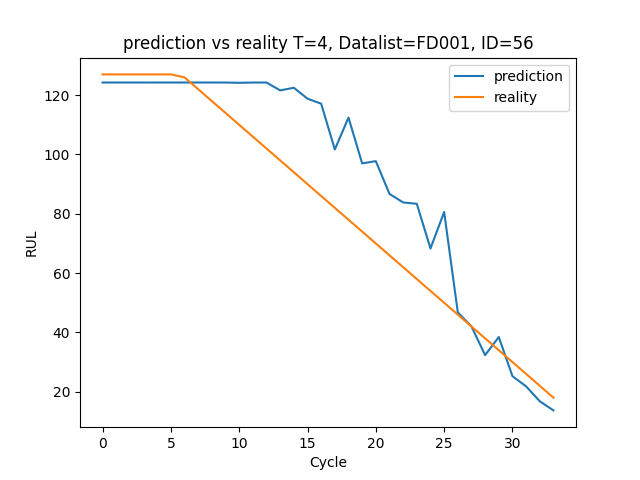 prediction vs reality T=4, Datalist=FD001, ID=56
prediction
reality
RUL
120
100
80
60
40
20
0 5 10 15 20 25 30
Cycle